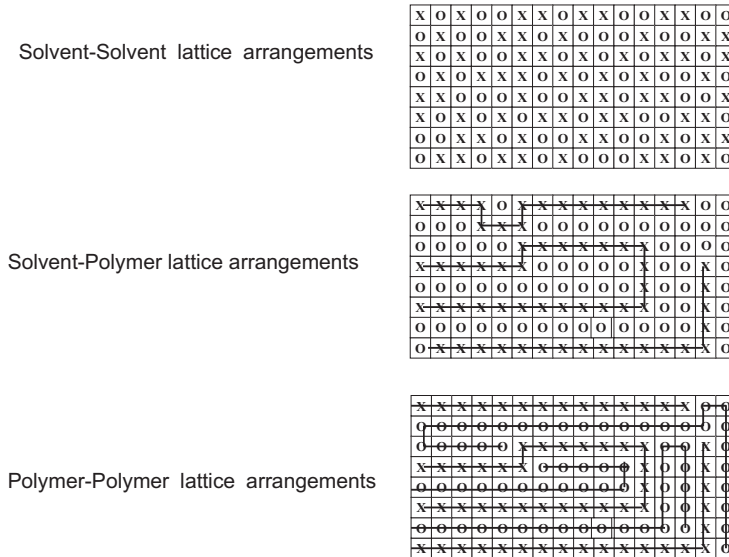 X O X O O X X O X X O O X X O O
Solvent-Solvent lattice arrangements
X X X X O X X X X X X X X X O O
O O O X X X O O O O O O O O O O
O O O O O X X X X X X X O O O O
Solvent-Polymer lattice arrangements
X X X X X X O O O O O X O O X O
O O O O O O O O O O O X O O X O
X X X X X X X X X X X X O O X O
O O O O O O O O O O O O O O X O
O X X X X X X X X X X X X X X O
X X X X X X X X X X X X X X O O
O O O O O O O O O O O O O O O O
O O O O O X X X X X X X O O X O
X X X X X X O O O O O X O O X O
Polymer-Polymer lattice arrangements
O O O O O O O O O O O X O O X O
X X X X X X X X X X X X O O X O
O O O O O O O O O O O O O O X O
X X X X X X X X X X X X X X X O